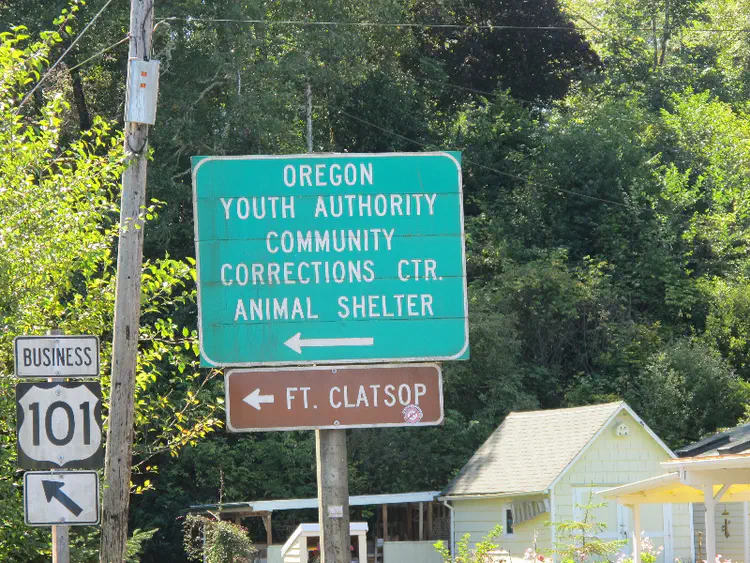 OREGON
YOUTH AUTHORITY
COMMUNITY
CORRECTIONS CTR.
ANIMAL SHELTER
FT. CLATSOP
BUSINESS
101